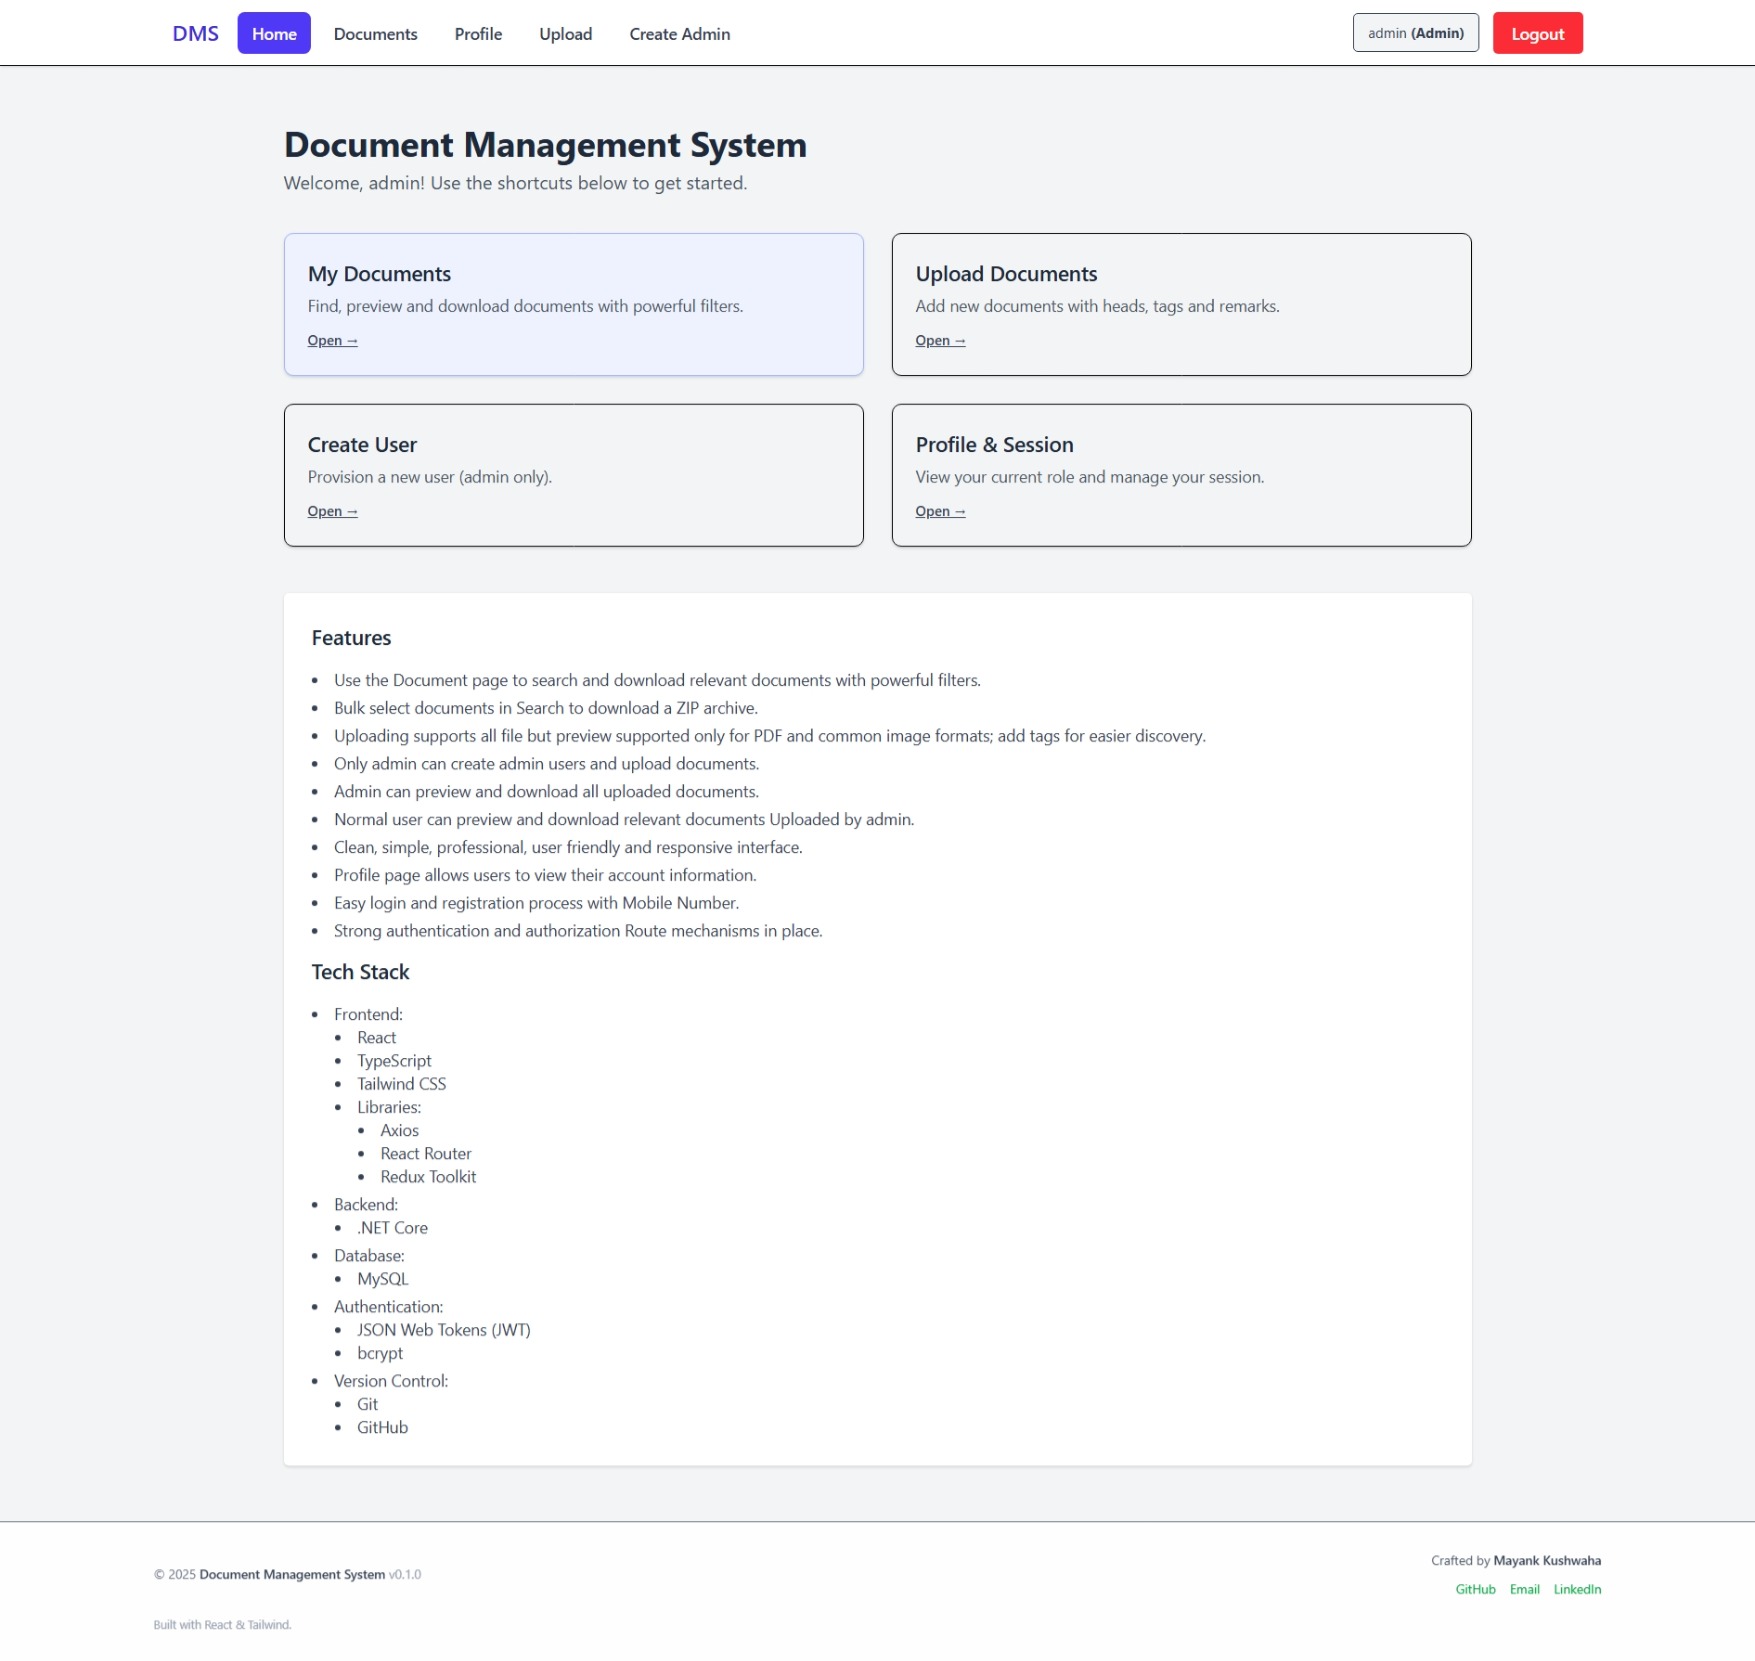 DMS Home Documents Profile Upload Create Admin admin (Admin) Logout
Document Management System
Welcome, admin! Use the shortcuts below to get started.
My Documents
Find, preview and download documents with powerful filters.
Open →
Upload Documents
Add new documents with heads, tags and remarks.
Open →
Create User
Provision a new user (admin only).
Open →
Profile & Session
View your current role and manage your session.
Open →
Features
• Use the Document page to search and download relevant documents with powerful filters.
• Bulk select documents in Search to download a ZIP archive.
• Uploading supports all file but preview supported only for PDF and common image formats; add tags for easier discovery.
• Only admin can create admin users and upload documents.
• Admin can preview and download all uploaded documents.
• Normal user can preview and download relevant documents Uploaded by admin.
• Clean, simple, professional, user friendly and responsive interface.
• Profile page allows users to view their account information.
• Easy login and registration process with Mobile Number.
• Strong authentication and authorization Route mechanisms in place.
Tech Stack
• Frontend:
• React
• TypeScript
• Tailwind CSS
• Libraries:
• Axios
• React Router
• Redux Toolkit
• Backend:
• .NET Core
• Database:
• MySQL
• Authentication:
• JSON Web Tokens (JWT)
• bcrypt
• Version Control:
• Git
• GitHub
© 2025 Document Management System v0.1.0
Built with React & Tailwind.
Crafted by Mayank Kushwaha
GitHub Email LinkedIn